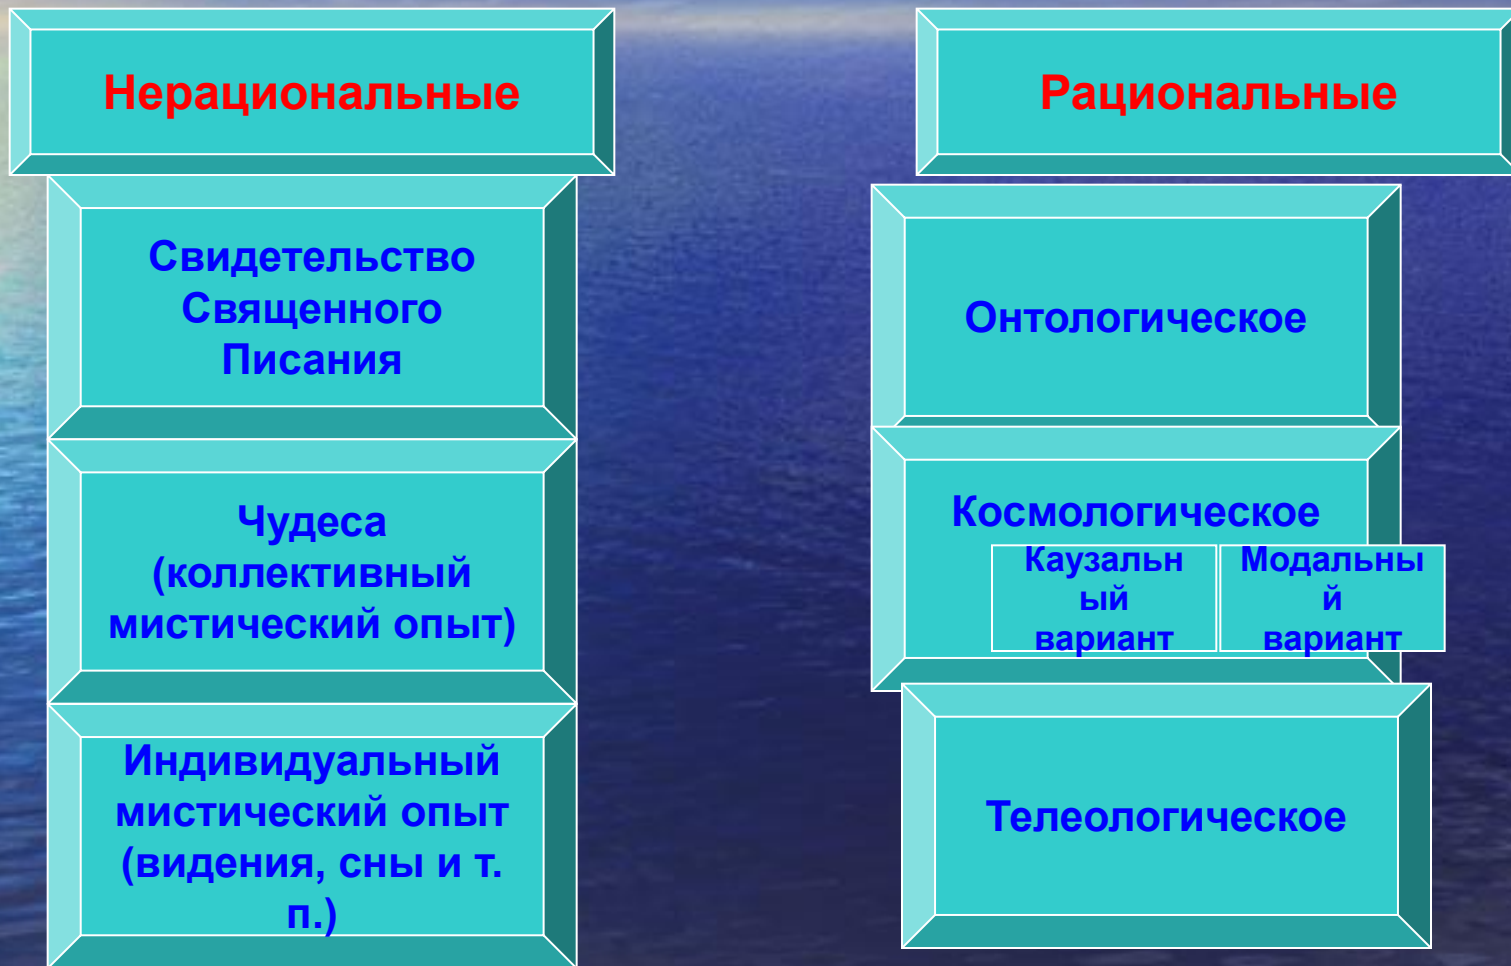 Нерациональные
Свидетельство
Священного
Писания
Чудеса
(коллективный
мистический опыт)
Индивидуальный
мистический опыт
(видения, сны и т.
п.)
Рациональные
Онтологическое
Космологическое
Каузальн
ый
вариант
Модальны
й
вариант
Телеологическое